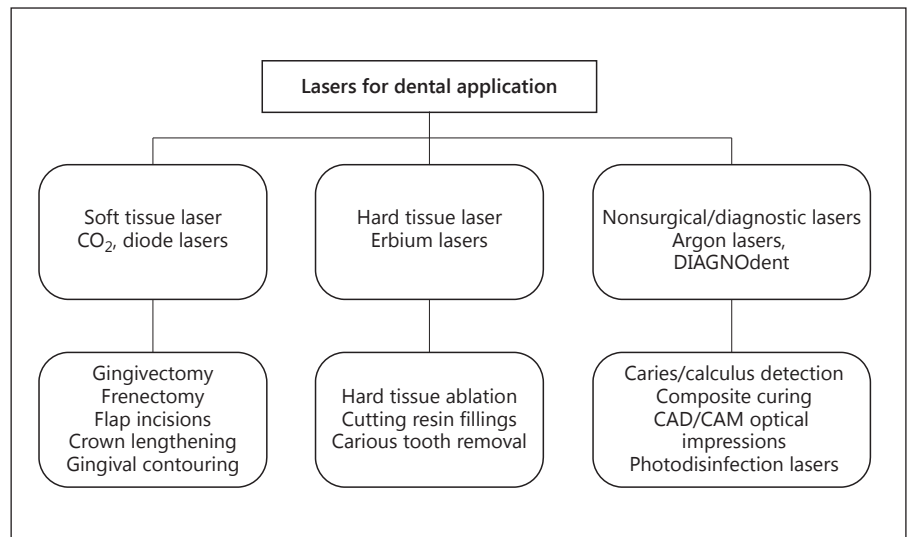 Lasers for dental application
Soft tissue laser
CO₂, diode lasers
Hard tissue laser
Erbium lasers
Nonsurgical/diagnostic lasers
Argon lasers,
DIAGNOdent
Gingivectomy
Frenectomy
Flap incisions
Crown lengthening
Gingival contouring
Hard tissue ablation
Cutting resin fillings
Carious tooth removal
Caries/calculus detection
Composite curing
CAD/CAM optical
impressions
Photodisinfection lasers